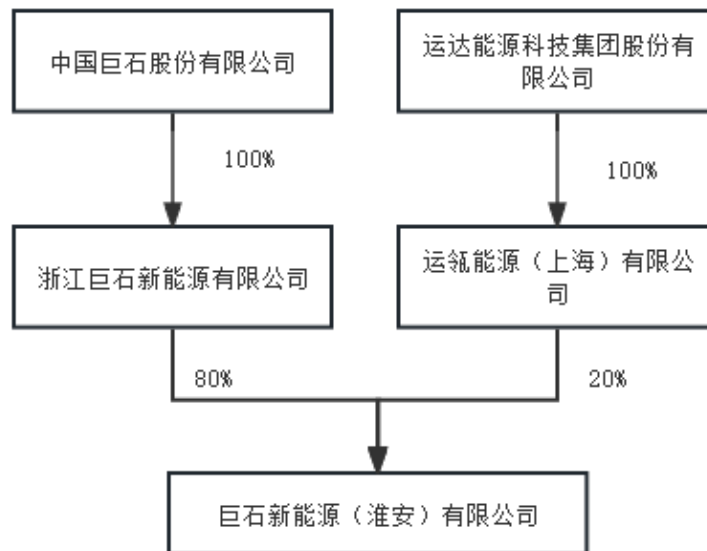 中国巨石股份有限公司
运达能源科技集团股份有
限公司
100%
100%
浙江巨石新能源有限公司
运瓴能源（上海）有限公
司
80%
20%
巨石新能源（淮安）有限公司